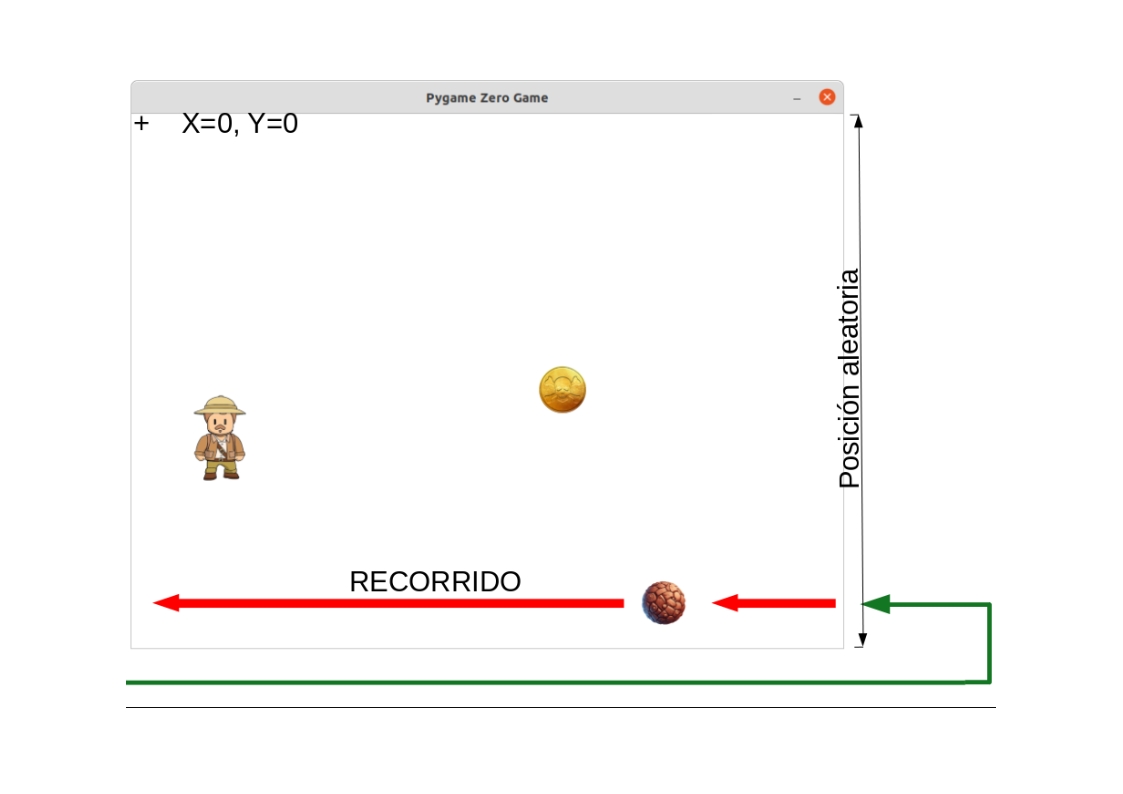 Pygame Zero Game
+ X=0, Y=0
Posición aleatoria
RECORRIDO